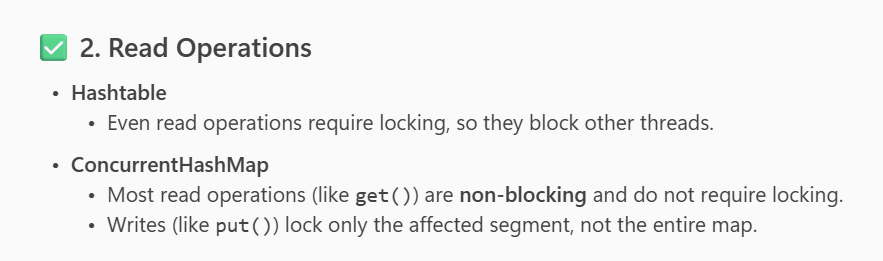 ✅ 2. Read Operations
• Hashtable
• Even read operations require locking, so they block other threads.
• ConcurrentHashMap
• Most read operations (like get()) are non-blocking and do not require locking.
• Writes (like put()) lock only the affected segment, not the entire map.